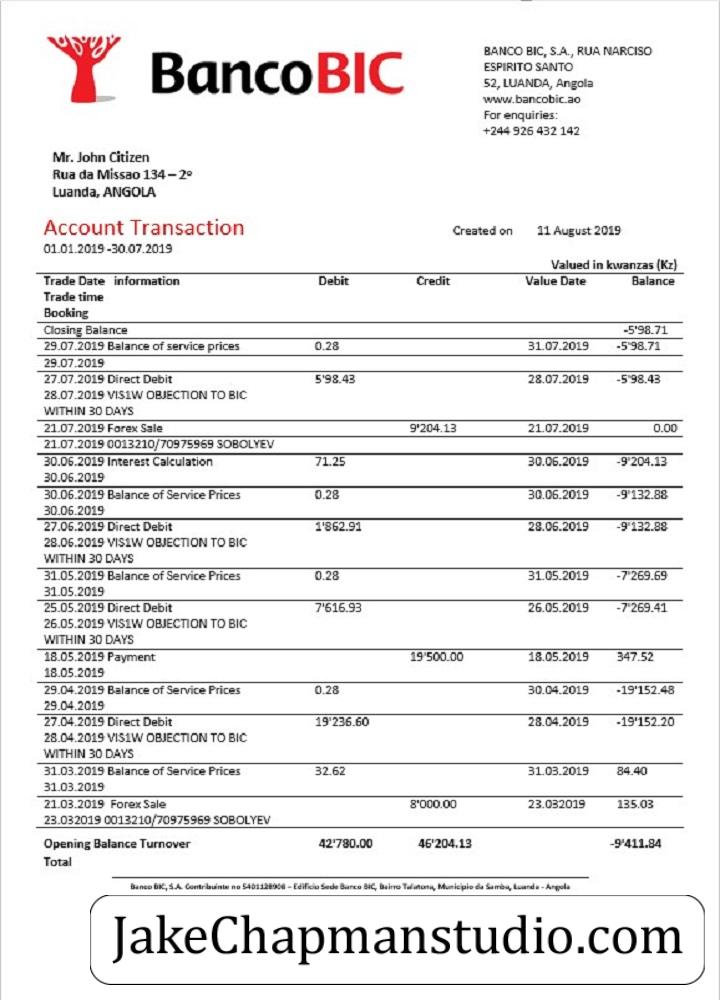 BancoBIC
BANCO BIC, S.A., RUA NARCISO
ESPIRITO SANTO
52, LUANDA, Angola
www.bancobic.ao
For enquiries:
+244 926 432 142
Mr. John Citizen
Rua da Missao 134 – 2º
Luanda, ANGOLA
Account Transaction
Created on 11 August 2019
01.01.2019 -30.07.2019
Valued in kwanzas (Kz)
Trade Date information Debit Credit Value Date Balance
Trade time
Booking
Closing Balance -5'98.71
29.07.2019 Balance of service prices 0.28 31.07.2019 -5'98.71
29.07.2019
27.07.2019 Direct Debit 5'98.43 28.07.2019 -5'98.43
28.07.2019 VIS1W OBJECTION TO BIC
WITHIN 30 DAYS
21.07.2019 Forex Sale 9'204.13 21.07.2019 0.00
21.07.2019 0013210/70975969 SOBOLYEV
30.06.2019 Interest Calculation 71.25 30.06.2019 -9'204.13
30.06.2019
30.06.2019 Balance of Service Prices 0.28 30.06.2019 -9'132.88
30.06.2019
27.06.2019 Direct Debit 1'862.91 28.06.2019 -9'132.88
28.06.2019 VIS1W OBJECTION TO BIC
WITHIN 30 DAYS
31.05.2019 Balance of Service Prices 0.28 31.05.2019 -7'269.69
31.05.2019
25.05.2019 Direct Debit 7'616.93 26.05.2019 -7'269.41
26.05.2019 VIS1W OBJECTION TO BIC
WITHIN 30 DAYS
18.05.2019 Payment 19'500.00 18.05.2019 347.52
18.05.2019
29.04.2019 Balance of Service Prices 0.28 30.04.2019 -19'152.48
29.04.2019
27.04.2019 Direct Debit 19'236.60 28.04.2019 -19'152.20
28.04.2019 VIS1W OBJECTION TO BIC
WITHIN 30 DAYS
31.03.2019 Balance of Service Prices 32.62 31.03.2019 84.40
31.03.2019
21.03.2019 Forex Sale 8'000.00 23.032019 135.03
23.032019 0013210/70975969 SOBOLYEV
Opening Balance Turnover 42'780.00 46'204.13 -9'411.84
Total
Banco BIC, S.A. Contribuinte no 5401128908 – Edificio Sede Banco BIC, Bairro Talatona, Municipio da Samba, Luanda - Angola
JakeChapmanstudio.com